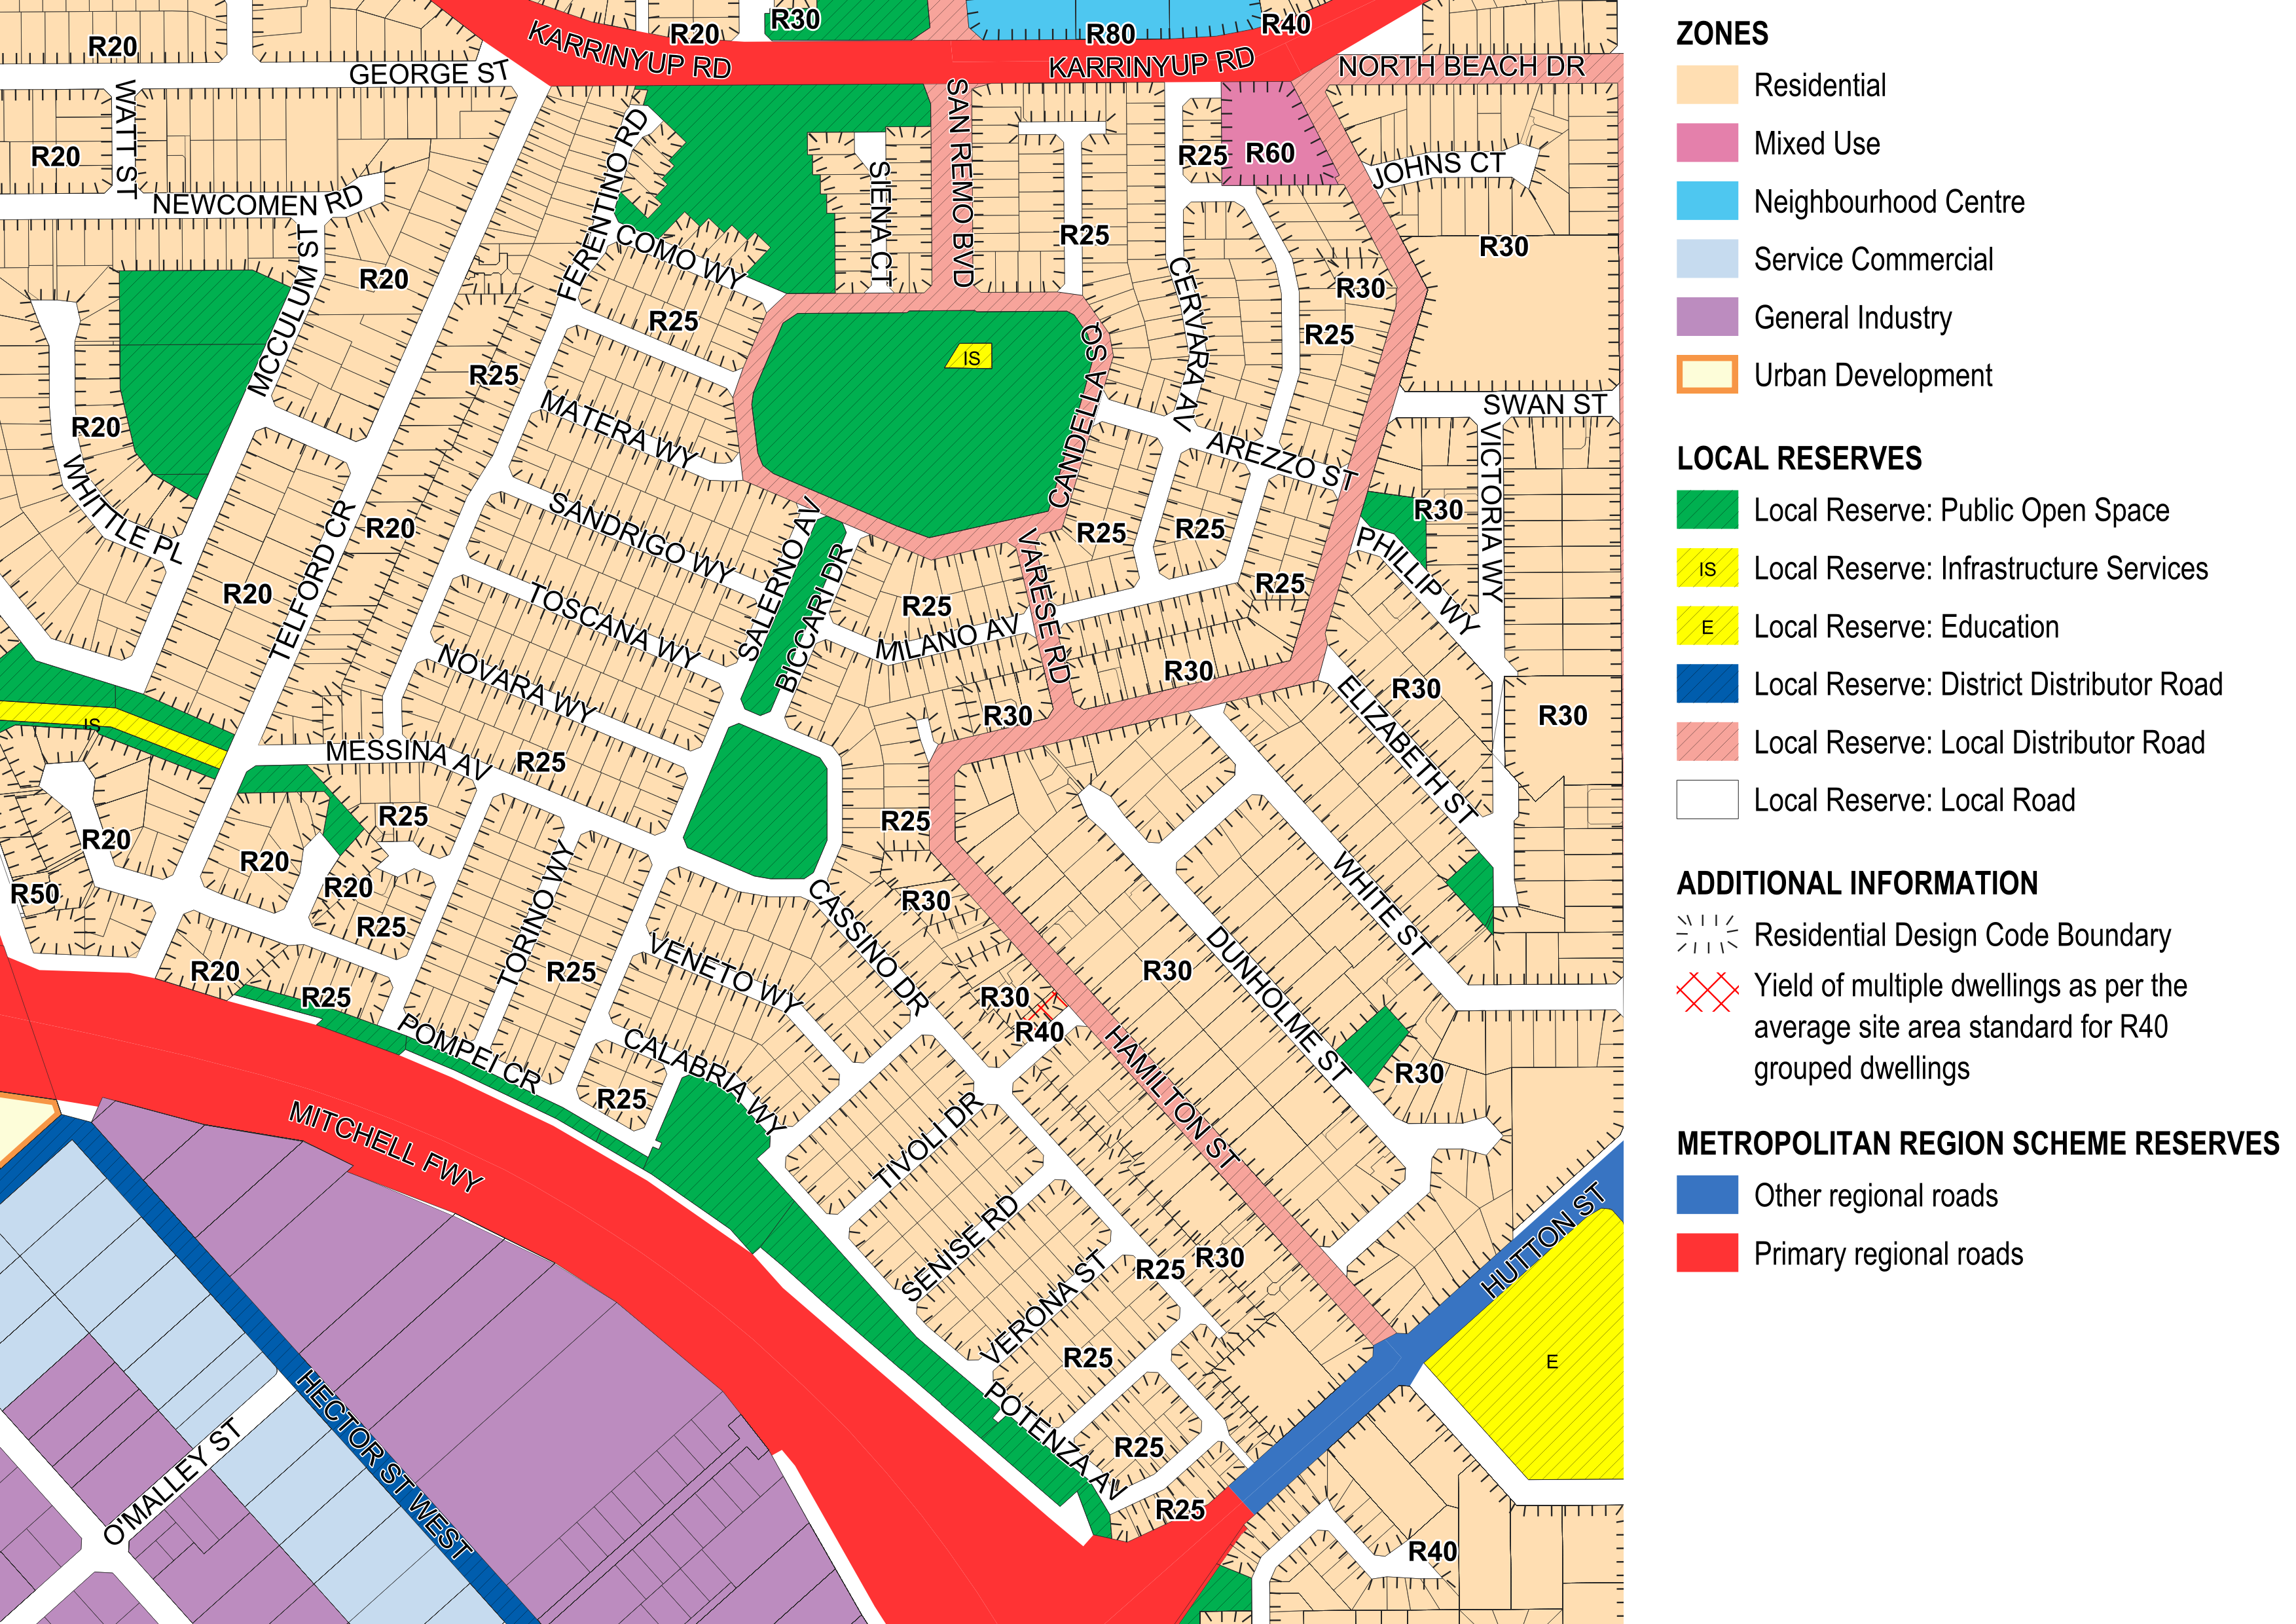 R20
R30
R20
R80
R40
KARRINYUP RD
KARRINYUP RD
GEORGE ST
NORTH BEACH DR
WATT ST
R20
NEWCOMEN RD
FERENTINO RD
SIENA CT
SAN REMO BVD
R25
R60
JOHNS CT
MCCULLUM ST
R20
COMO WY
R25
CERVARA AV
R30
R30
R25
R25
R25
CANDELLA SQ
IS
MATERA WY
SWAN ST
R20
WHITTLE PL
TELFORD CR
R20
SANDRIGO WY
AREZZO ST
R25
R25
VICTORIA WY
R30
PHILLIP WY
SALERNO AV
BICCARI DR
VARESE RD
R20
TOSCANA WY
R25
MILANO AV
R25
NOVARA WY
R30
R30
R30
ELIZABETH ST
R30
IS
MESSINA AV
R25
R25
R25
R20
R20
R20
R50
R25
TORINO WY
R30
CASSINO DR
WHITE ST
R20
R25
R25
VENETO WY
R30
R40
R30
DUNHOLME ST
POMPEI CR
R25
CALABRIA WY
HAMILTON ST
R30
MITCHELL FWY
TIVOLI DR
SENISE RD
VERONA ST
R25
R30
HUTTON ST
R25
E
HECTOR ST WEST
O'MALLEY ST
POTENZA AV
R25
R25
R40
ZONES
Residential
Mixed Use
Neighbourhood Centre
Service Commercial
General Industry
Urban Development
LOCAL RESERVES
Local Reserve: Public Open Space
IS Local Reserve: Infrastructure Services
E Local Reserve: Education
Local Reserve: District Distributor Road
Local Reserve: Local Distributor Road
Local Reserve: Local Road
ADDITIONAL INFORMATION
Residential Design Code Boundary
Yield of multiple dwellings as per the
average site area standard for R40
grouped dwellings
METROPOLITAN REGION SCHEME RESERVES
Other regional roads
Primary regional roads